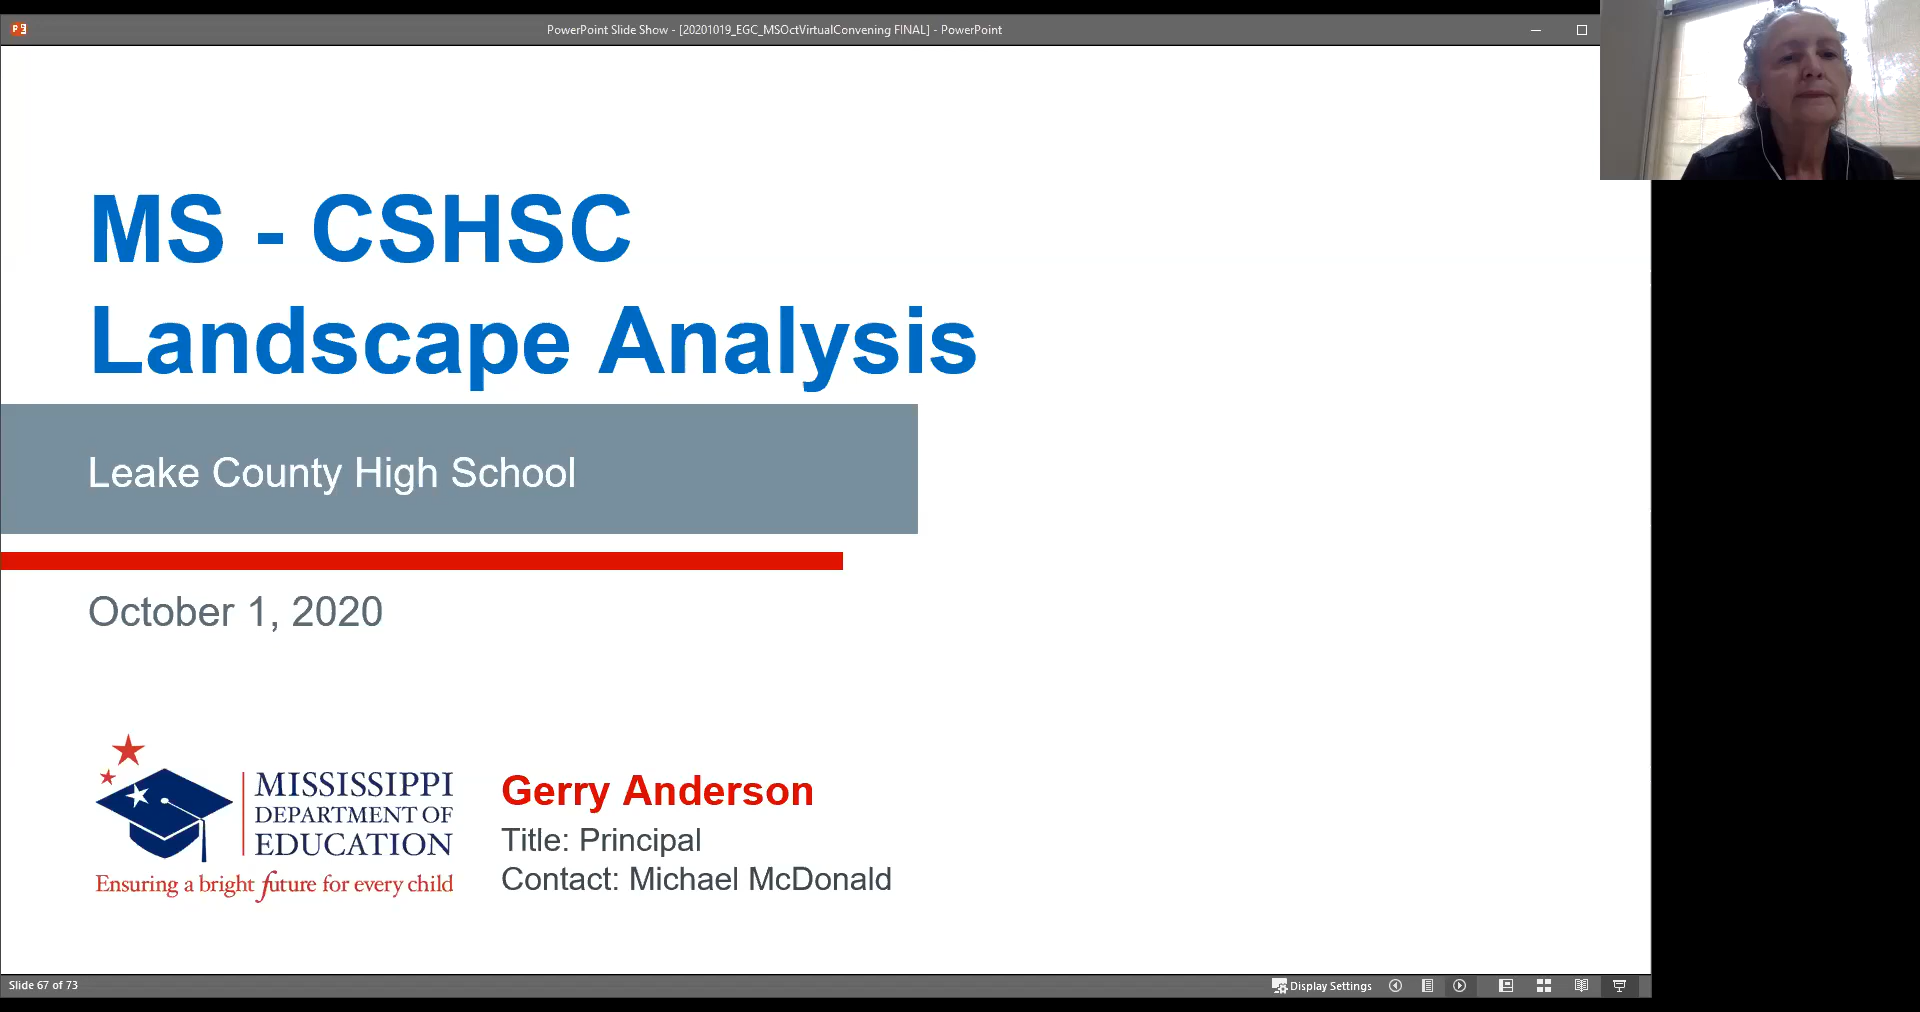 PowerPoint Slide Show - [20201019_EGC_MSOctVirtualConvening FINAL] - PowerPoint
MS - CSHSC
Landscape Analysis
Leake County High School
October 1, 2020
MISSISSIPPI
DEPARTMENT OF
EDUCATION
Ensuring a bright future for every child
Gerry Anderson
Title: Principal
Contact: Michael McDonald
Slide 67 of 73
Display Settings